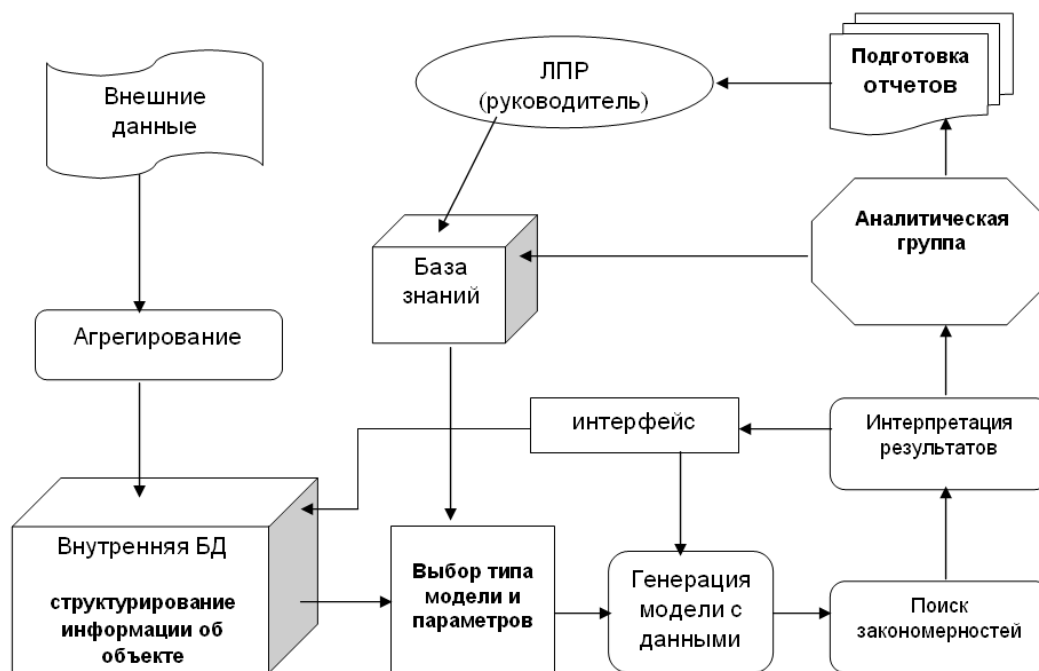 Внешние
данные
ЛПР
(руководитель)
Подготовка
отчетов
База
знаний
Аналитическая
группа
Агрегирование
интерфейс
Интерпретация
результатов
Внутренняя БД
структурирование
информации об
объекте
Выбор типа
модели и
параметров
Генерация
модели с
данными
Поиск
закономерностей